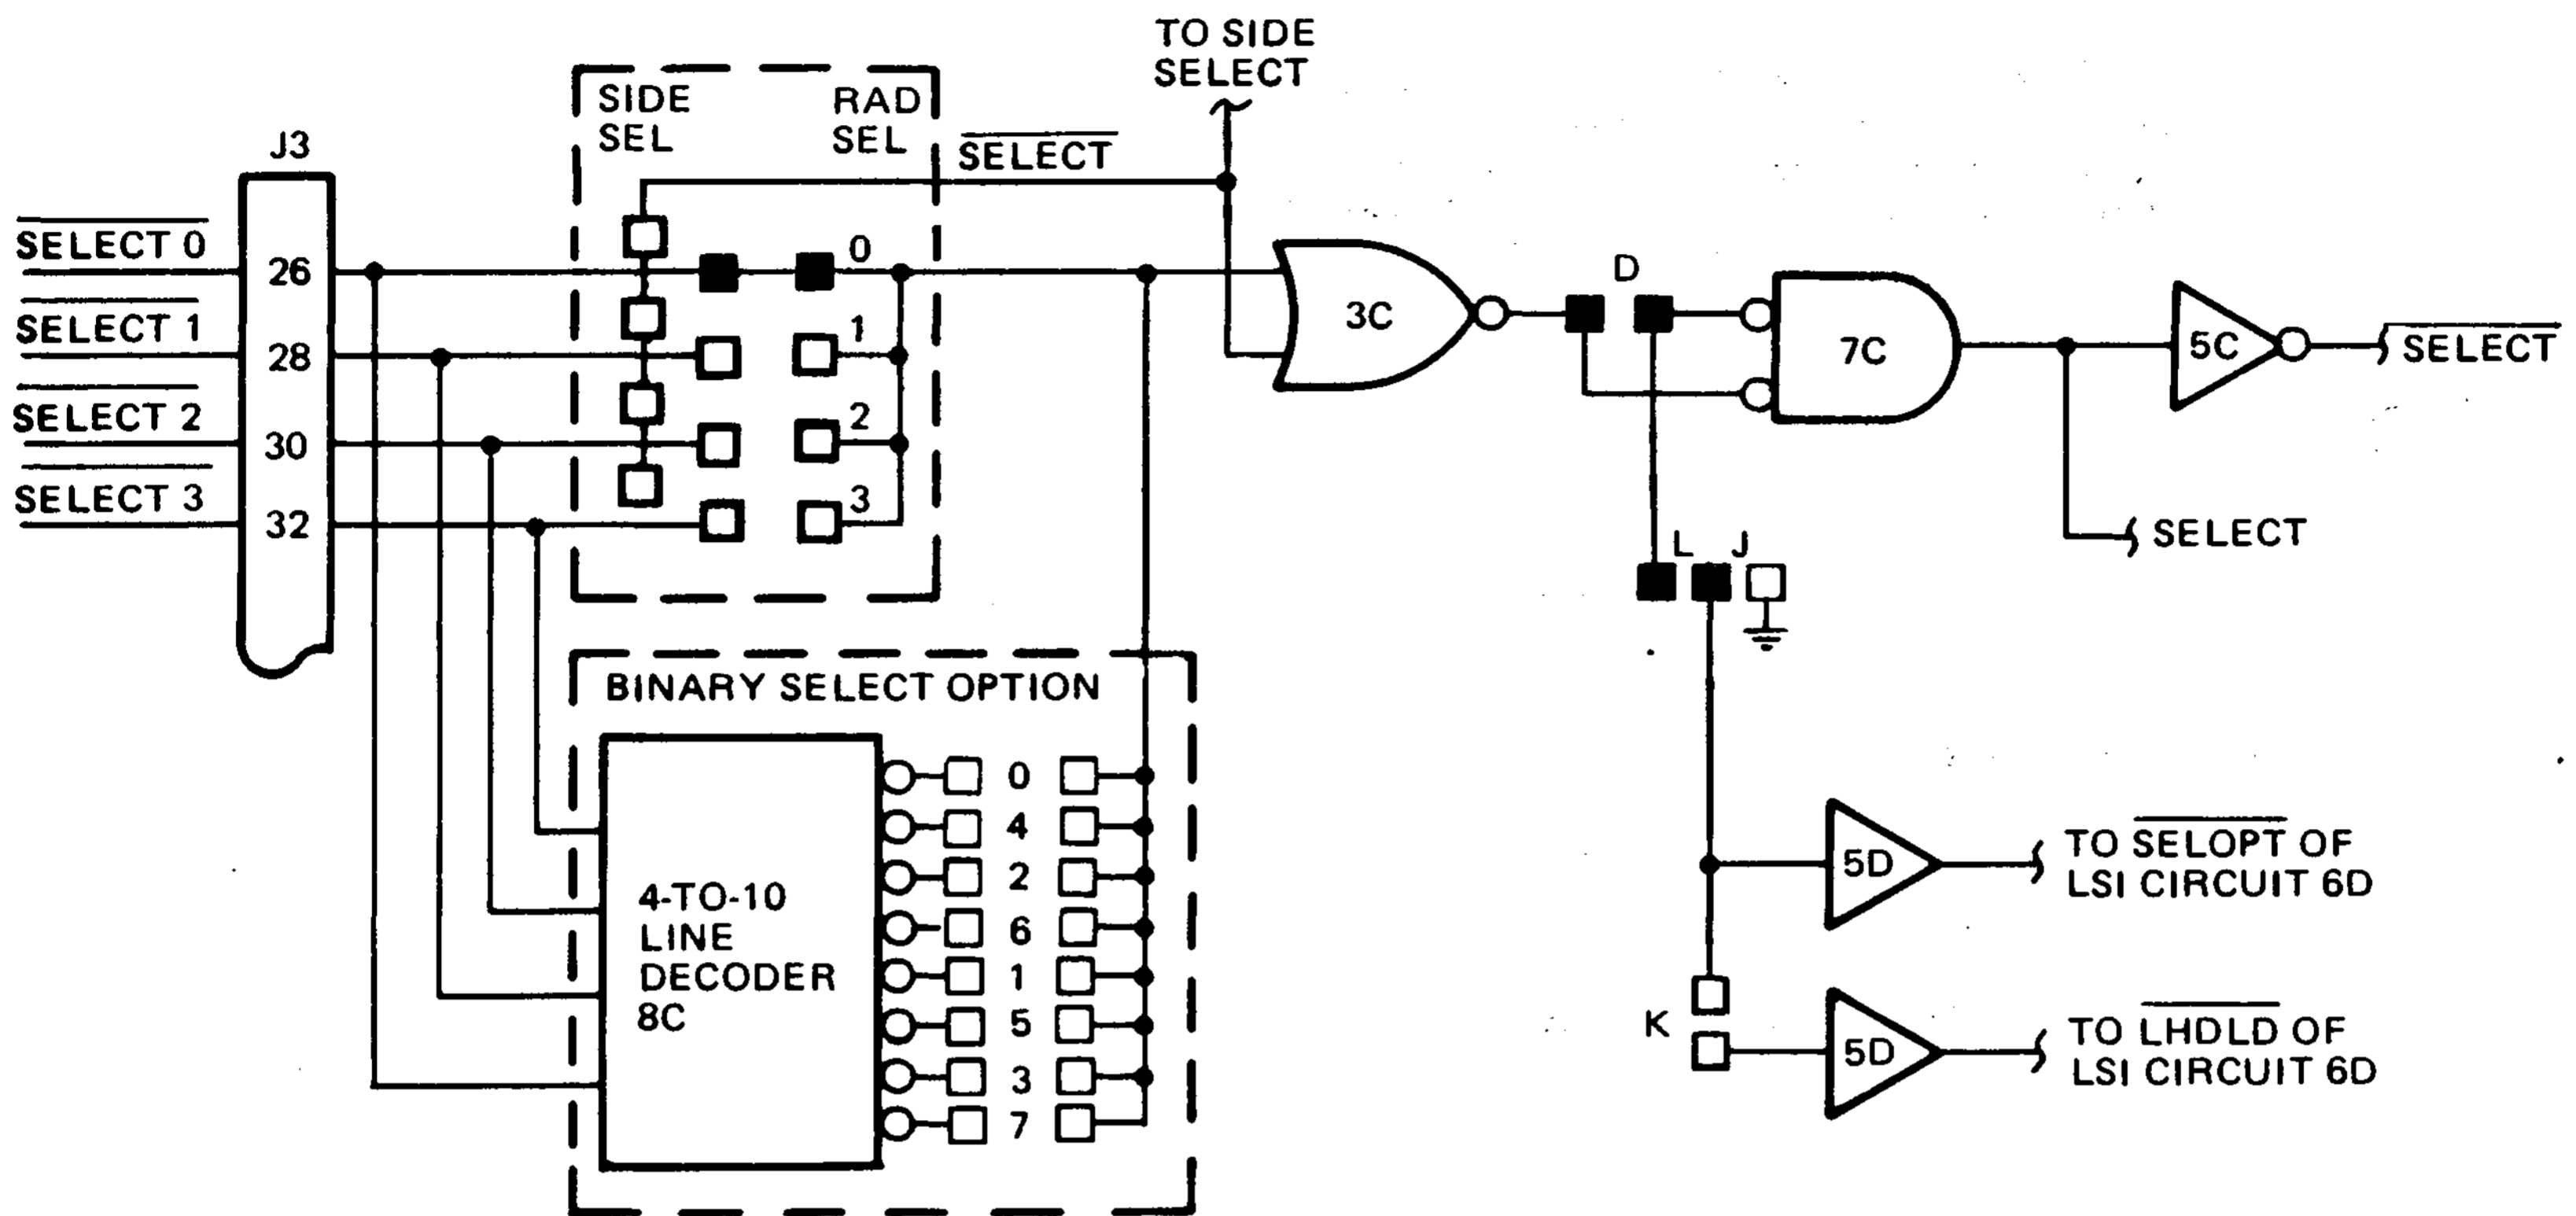 TO SIDE
SELECT
SIDE
SEL
RAD
SEL
SELECT
J3
SELECT 0
26
0
SELECT 1
28
1
SELECT 2
30
2
SELECT 3
32
3
3C
D
7C
5C
SELECT
SELECT
L
J
BINARY SELECT OPTION
4-TO-10
LINE
DECODER
8C
0
4
2
6
1
5
3
7
5D
TO SELOPT OF
LSI CIRCUIT 6D
K
5D
TO LHDLD OF
LSI CIRCUIT 6D